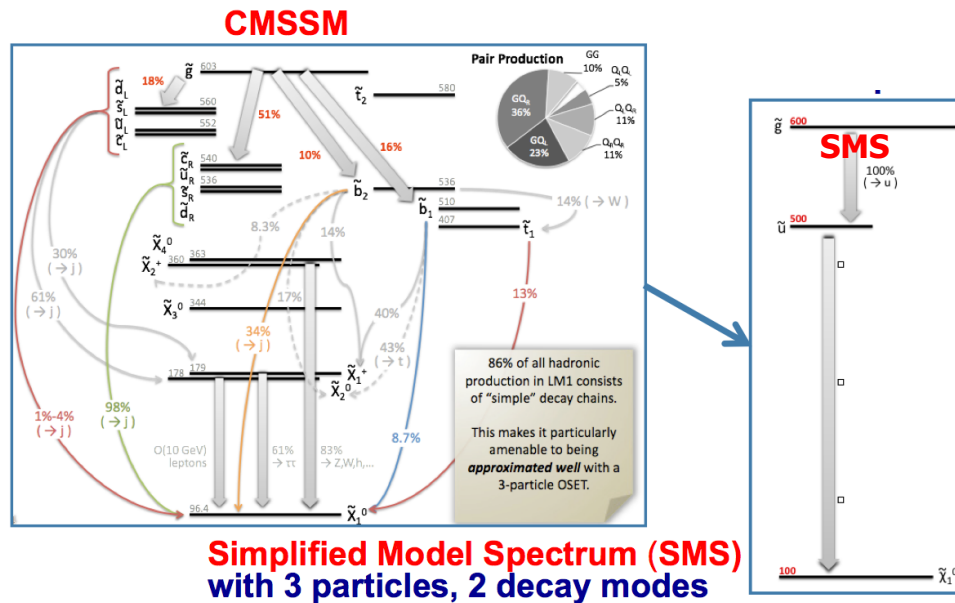 CMSSM
Pair Production
GG
10%
QLQL
5%
QLQR
11%
QRQR
11%
GQR
36%
GQL
23%
g̃
603
18%
51%
10%
16%
t̃2
580
d̃L
s̃L
ũL
c̃L
560
552
c̃R
ũR
s̃R
d̃R
540
536
b̃2
536
b̃1
510
407
t̃1
14% (→ W)
8.3%
14%
30%
(→ j)
61%
(→ j)
χ̃4⁰
χ̃2⁺
363
360
χ̃3⁰
344
17%
34%
(→ j)
40%
43%
(→ t)
13%
179
178
χ̃1⁺
χ̃2⁰
1%-4%
(→ j)
98%
(→ j)
O(10 GeV)
leptons
61%
→ ττ
83%
→ Z,W,h,...
8.7%
96.4
χ̃1⁰
86% of all hadronic
production in LM1 consists
of “simple” decay chains.
This makes it particularly
amenable to being
approximated well with a
3-particle OSET.
g̃
600
SMS
100%
(→ u)
ũ
500
100
χ̃1⁰
Simplified Model Spectrum (SMS)
with 3 particles, 2 decay modes